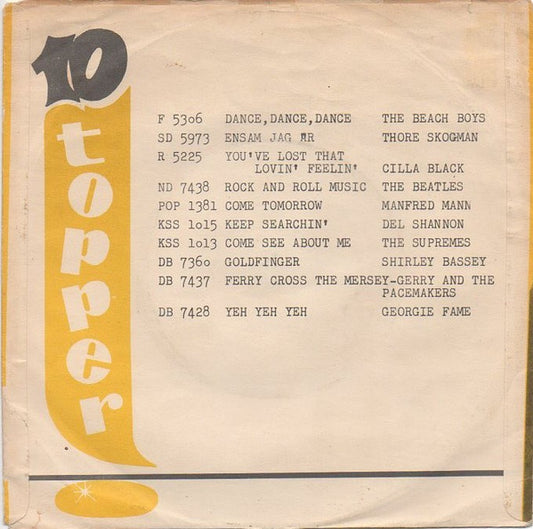 10
topper
F 5306 DANCE,DANCE,DANCE THE BEACH BOYS
SD 5973 ENSAM JAG ÄR THORE SKOGMAN
R 5225 YOU'VE LOST THAT
LOVIN' FEELIN' CILLA BLACK
ND 7438 ROCK AND ROLL MUSIC THE BEATLES
POP 1381 COME TOMORROW MANFRED MANN
KSS 1o15 KEEP SEARCHIN' DEL SHANNON
KSS 1o13 COME SEE ABOUT ME THE SUPREMES
DB 736o GOLDFINGER SHIRLEY BASSEY
DB 7437 FERRY CROSS THE MERSEY-GERRY AND THE
PACEMAKERS
DB 7428 YEH YEH YEH GEORGIE FAME